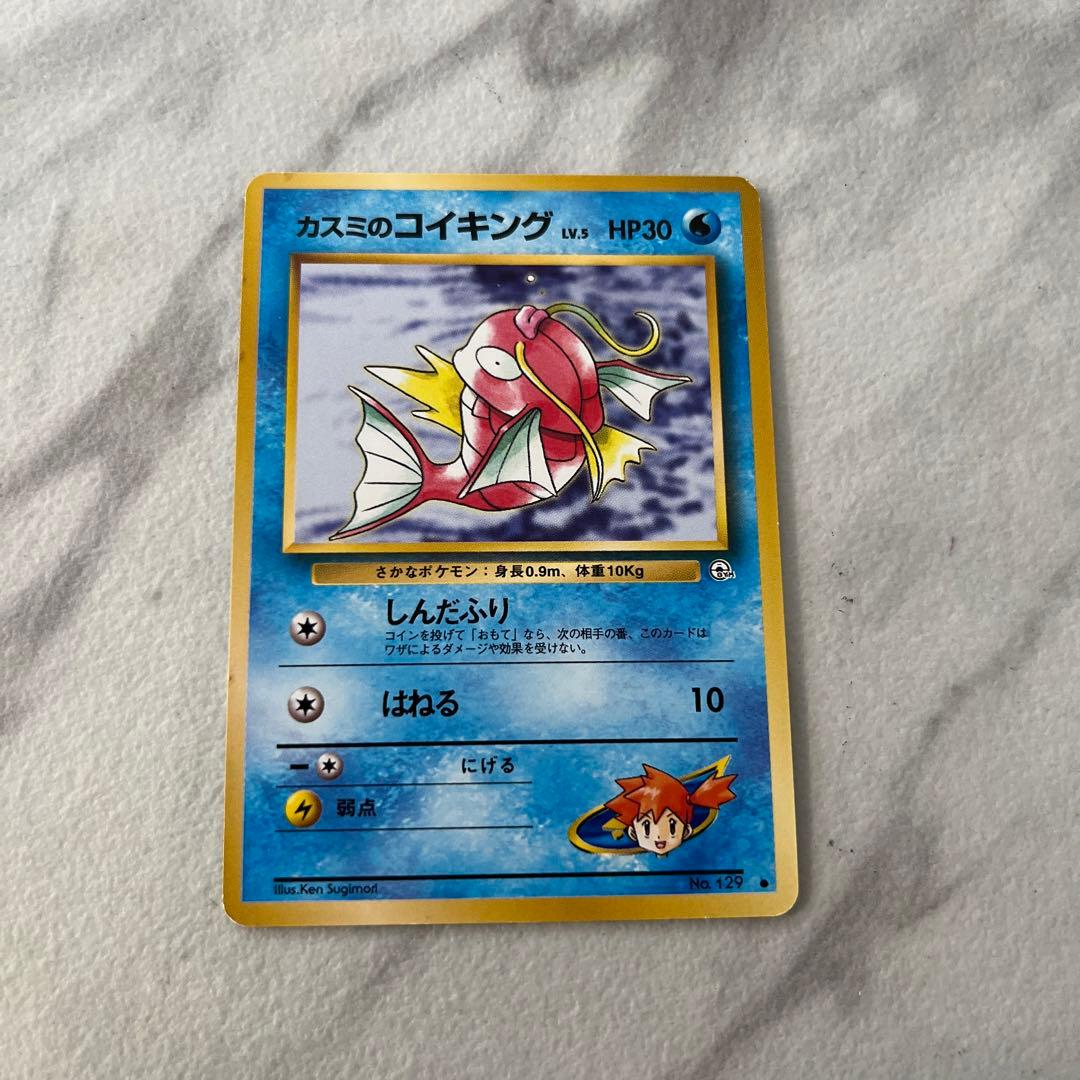 カスミのコイキング LV.5 HP30
さかなポケモン：身長0.9m、体重10Kg
しんだふり
コインを投げて「おもて」なら、次の相手の番、このカードは
ワザによるダメージや効果を受けない。
はねる 10
にげる
弱点
Illus.Ken Sugimori No. 129